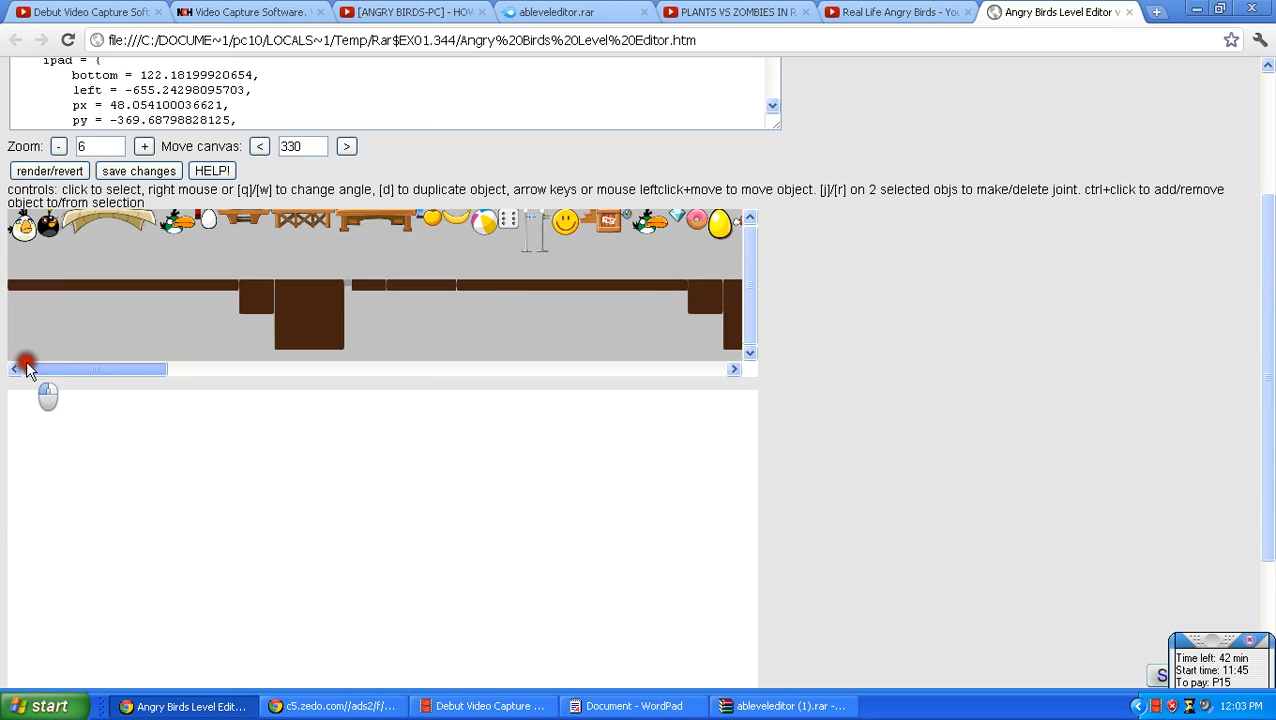 Debut Video Capture Soft
Video Capture Software.
[ANGRY BIRDS-PC] - HOV
ableveleditor.rar
PLANTS VS ZOMBIES IN R
Real Life Angry Birds - You
Angry Birds Level Editor v
file:///C:/DOCUME~1/pc10/LOCALS~1/Temp/Rar$EX01.344/Angry%20Birds%20Level%20Editor.htm
ipad = {
bottom = 122.18199920654,
left = -655.24298095703,
px = 48.054100036621,
py = -369.68798828125,
Zoom: - 6 + Move canvas: < 330 >
render/revert save changes HELP!
controls: click to select, right mouse or [q]/[w] to change angle, [d] to duplicate object, arrow keys or mouse leftclick+move to move object. [j]/[r] on 2 selected objs to make/delete joint. ctrl+click to add/remove
object to/from selection
Time left: 42 min
Start time: 11:45
To pay: P15
S
start
Angry Birds Level Edit...
c5.zedo.com//ads2/f/...
Debut Video Capture ...
Document - WordPad
ableveleditor (1).rar -...
12:03 PM